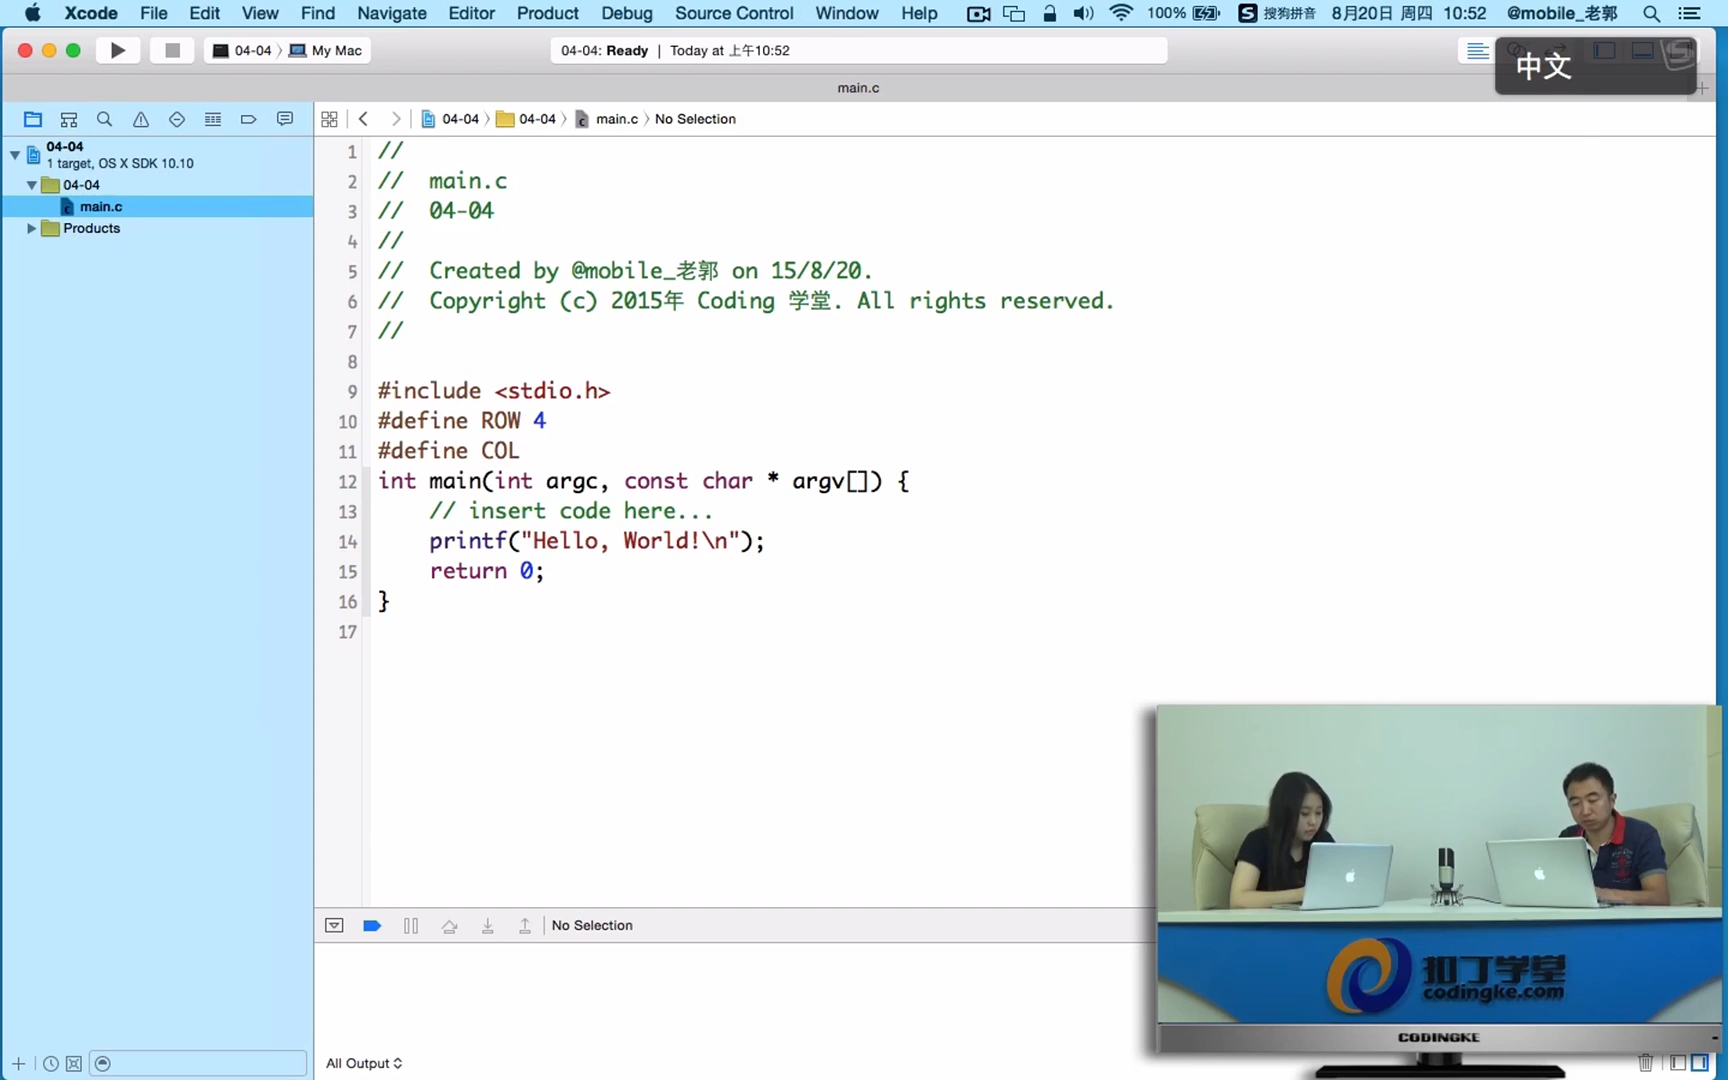 Xcode File Edit View Find Navigate Editor Product Debug Source Control Window Help 100% S 搜狗拼音 8月20日 周四 10:52 @mobile_老郭
04-04 My Mac
04-04: Ready | Today at 上午10:52
中文
main.c
04-04 04-04 main.c No Selection
04-04
1 target, OS X SDK 10.10
04-04
main.c
Products
1 //
2 // main.c
3 // 04-04
4 //
5 // Created by @mobile_老郭 on 15/8/20.
6 // Copyright (c) 2015年 Coding 学堂. All rights reserved.
7 //
8
9 #include <stdio.h>
10 #define ROW 4
11 #define COL
12 int main(int argc, const char * argv[]) {
13 // insert code here...
14 printf("Hello, World!\n");
15 return 0;
16 }
17
No Selection
扣丁学堂
codingke.com
CODINGKE
All Output